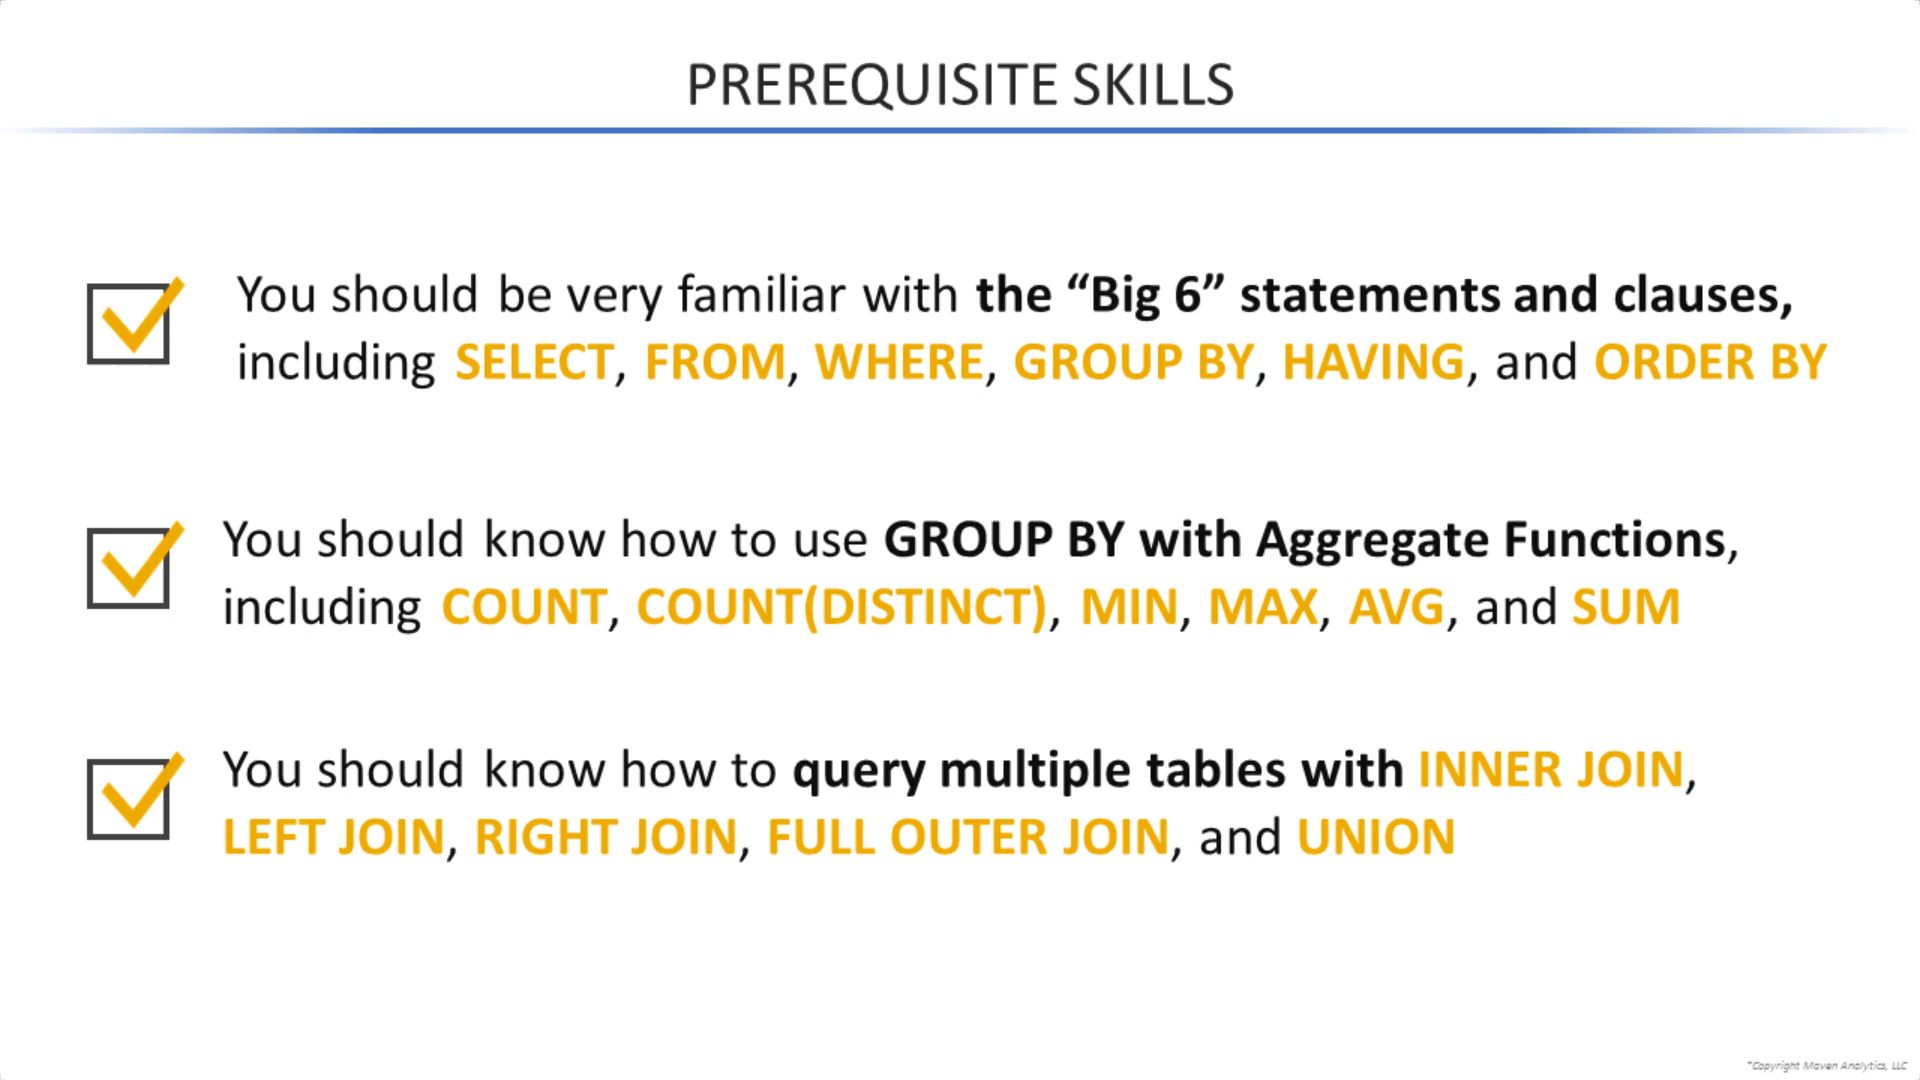 PREREQUISITE SKILLS
You should be very familiar with the “Big 6” statements and clauses,
including SELECT, FROM, WHERE, GROUP BY, HAVING, and ORDER BY
You should know how to use GROUP BY with Aggregate Functions,
including COUNT, COUNT(DISTINCT), MIN, MAX, AVG, and SUM
You should know how to query multiple tables with INNER JOIN,
LEFT JOIN, RIGHT JOIN, FULL OUTER JOIN, and UNION
*Copyright Maven Analytics, LLC